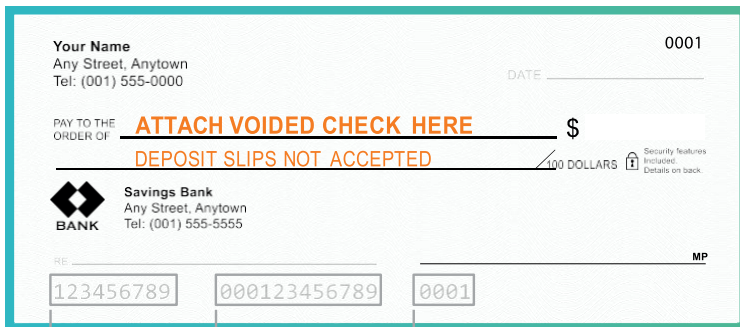 Your Name
0001
Any Street, Anytown
Tel: (001) 555-0000
DATE
PAY TO THE
ORDER OF
ATTACH VOIDED CHECK HERE
$
DEPOSIT SLIPS NOT ACCEPTED
/100 DOLLARS
Security features
Included.
Details on back.
Savings Bank
Any Street, Anytown
Tel: (001) 555-5555
BANK
RE
MP
123456789
000123456789
0001